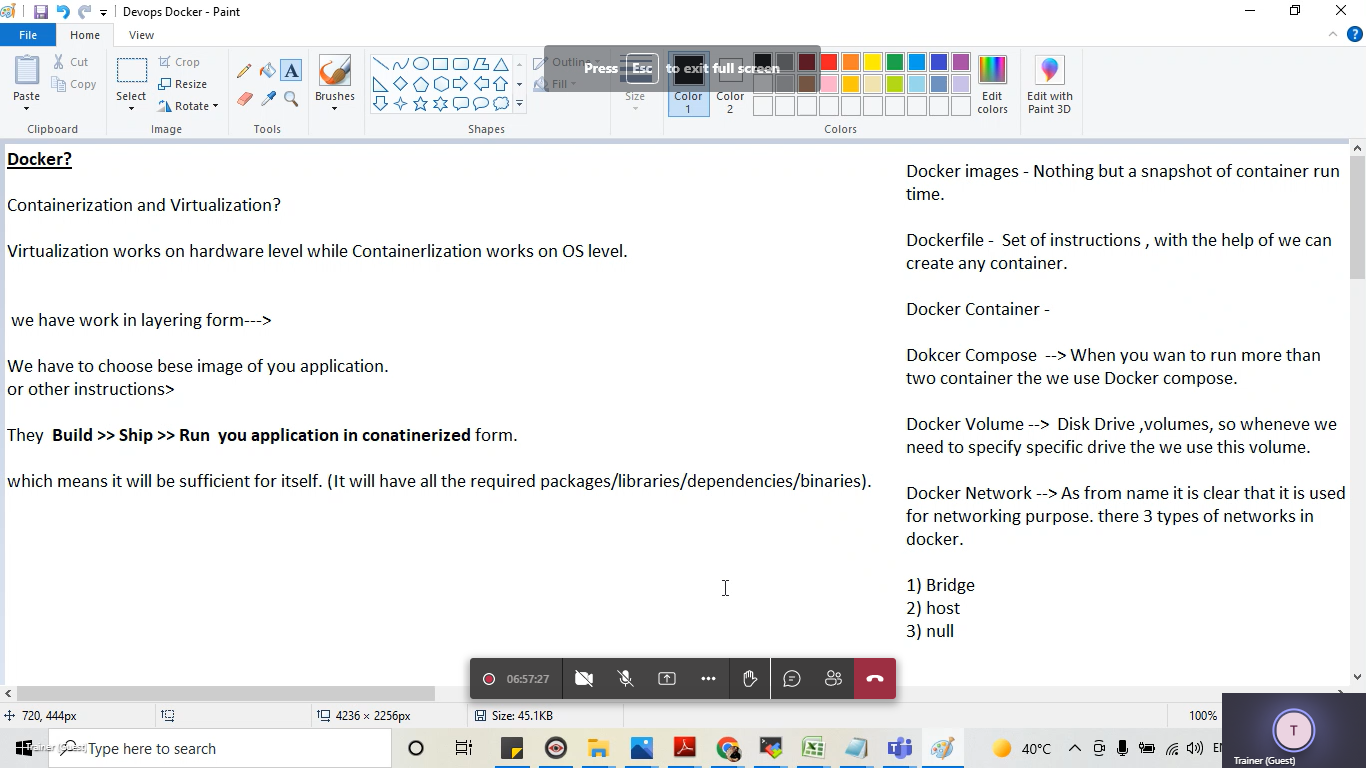 Devops Docker - Paint
File
Home
View
Paste
Cut
Copy
Clipboard
Select
Crop
Resize
Rotate
Image
A
Tools
Brushes
Outline
Fill
Shapes
Size
Press Esc to exit full screen
Color 1
Color 2
Edit colors
Colors
Edit with Paint 3D
Docker?
Containerization and Virtualization?
Virtualization works on hardware level while Containerlization works on OS level.
we have work in layering form--->
We have to choose bese image of you application.
or other instructions>
They Build >> Ship >> Run you application in conatinerized form.
which means it will be sufficient for itself. (It will have all the required packages/libraries/dependencies/binaries).
Docker images - Nothing but a snapshot of container run
time.
Dockerfile - Set of instructions , with the help of we can
create any container.
Docker Container -
Dokcer Compose --> When you wan to run more than
two container the we use Docker compose.
Docker Volume --> Disk Drive ,volumes, so wheneve we
need to specify specific drive the we use this volume.
Docker Network --> As from name it is clear that it is used
for networking purpose. there 3 types of networks in
docker.
1) Bridge
2) host
3) null
06:57:27
720, 444px
4236 × 2256px
Size: 45.1KB
100%
Trainer (Guest)
Type here to search
40°C
T
Trainer (Guest)